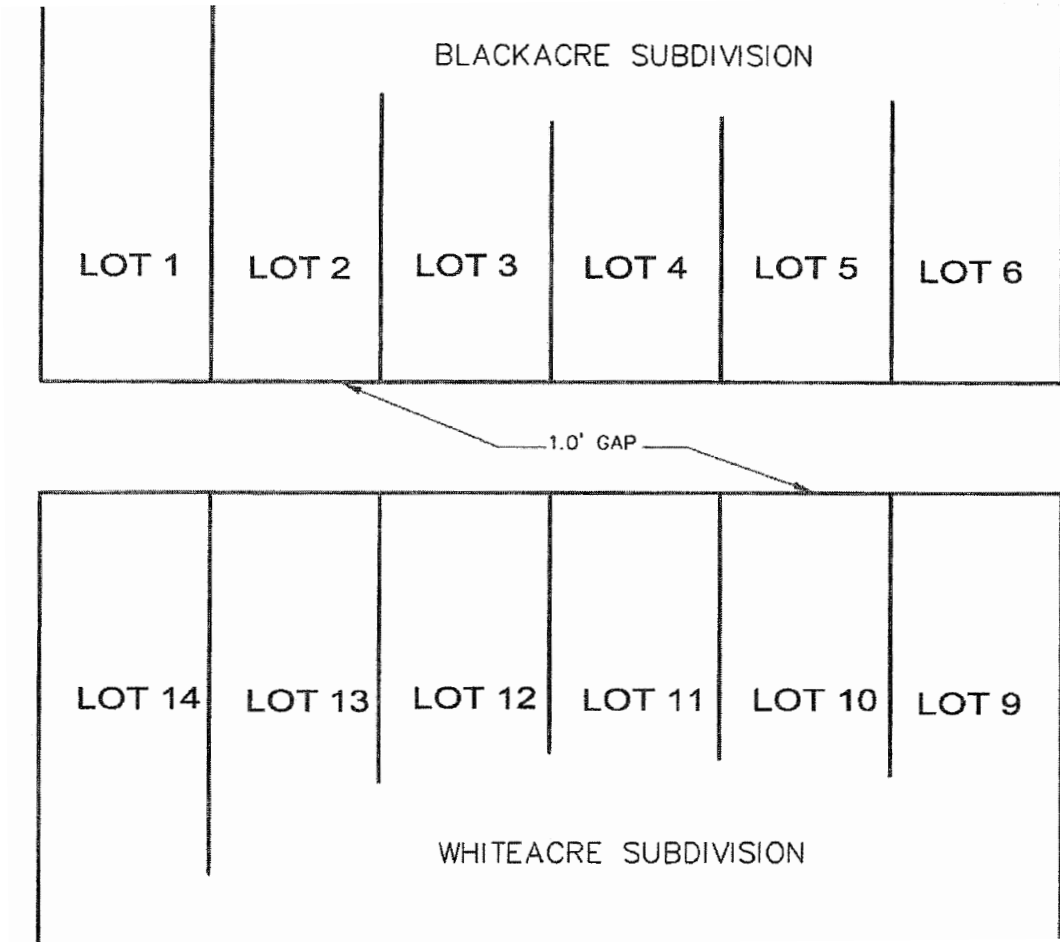 BLACKACRE SUBDIVISION
LOT 1 LOT 2 LOT 3 LOT 4 LOT 5 LOT 6
1.0' GAP
LOT 14 LOT 13 LOT 12 LOT 11 LOT 10 LOT 9
WHITEACRE SUBDIVISION